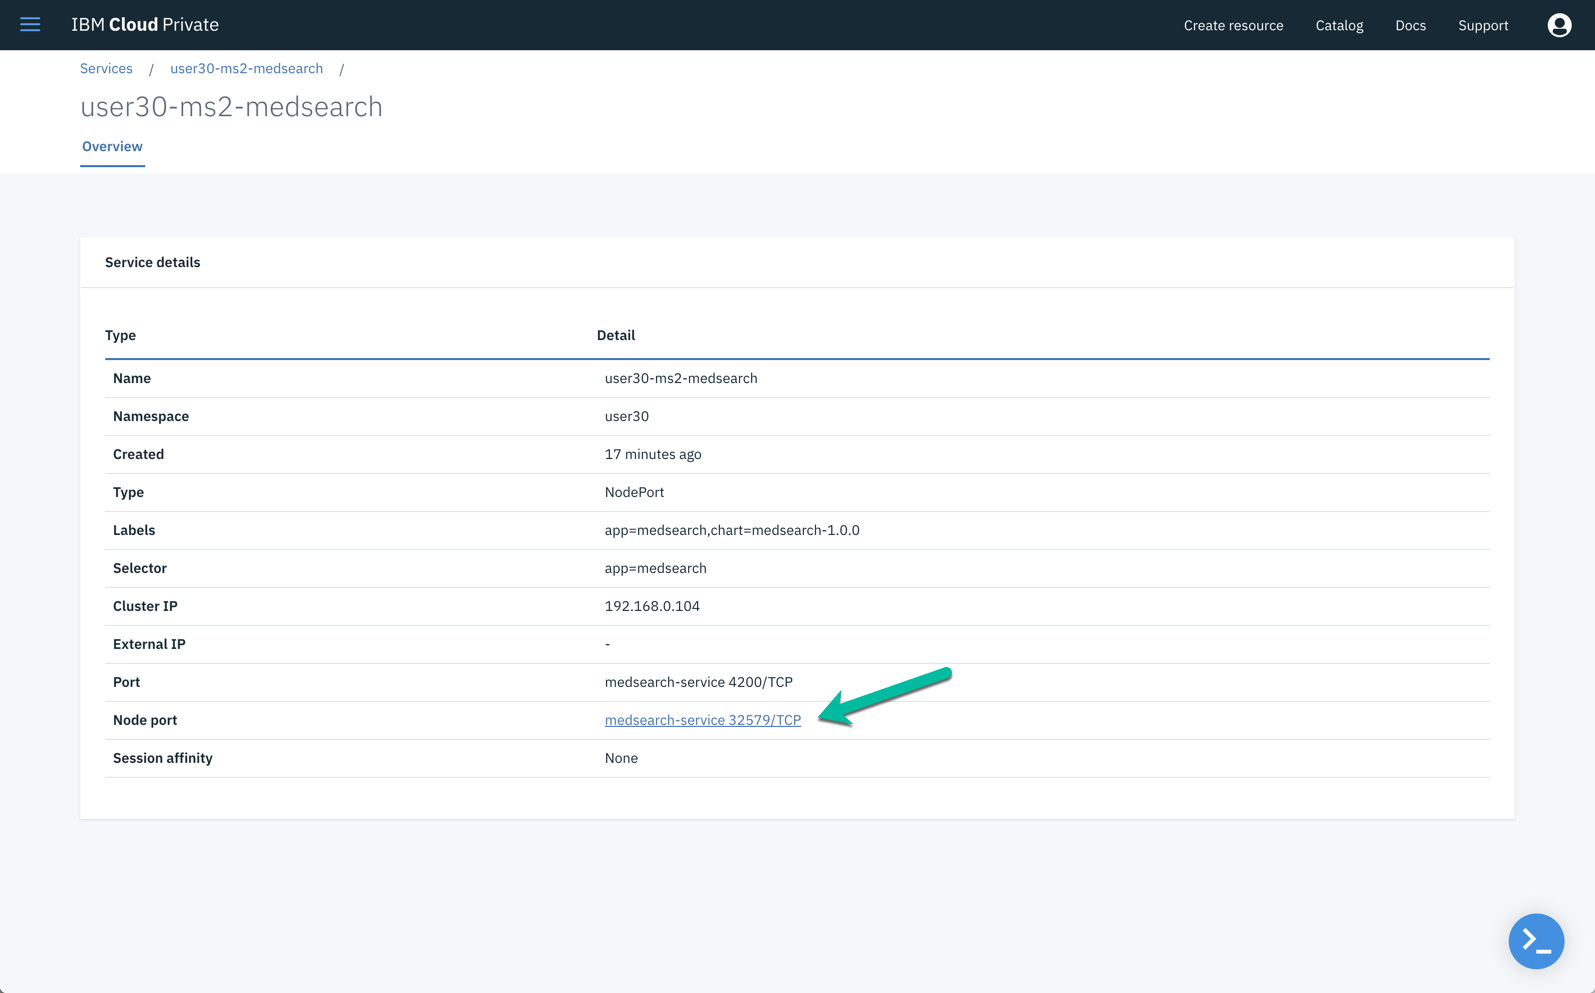 IBM Cloud Private
Create resource Catalog Docs Support
Services / user30-ms2-medsearch /
user30-ms2-medsearch
Overview
Service details
Type Detail
Name user30-ms2-medsearch
Namespace user30
Created 17 minutes ago
Type NodePort
Labels app=medsearch,chart=medsearch-1.0.0
Selector app=medsearch
Cluster IP 192.168.0.104
External IP -
Port medsearch-service 4200/TCP
Node port medsearch-service 32579/TCP
Session affinity None